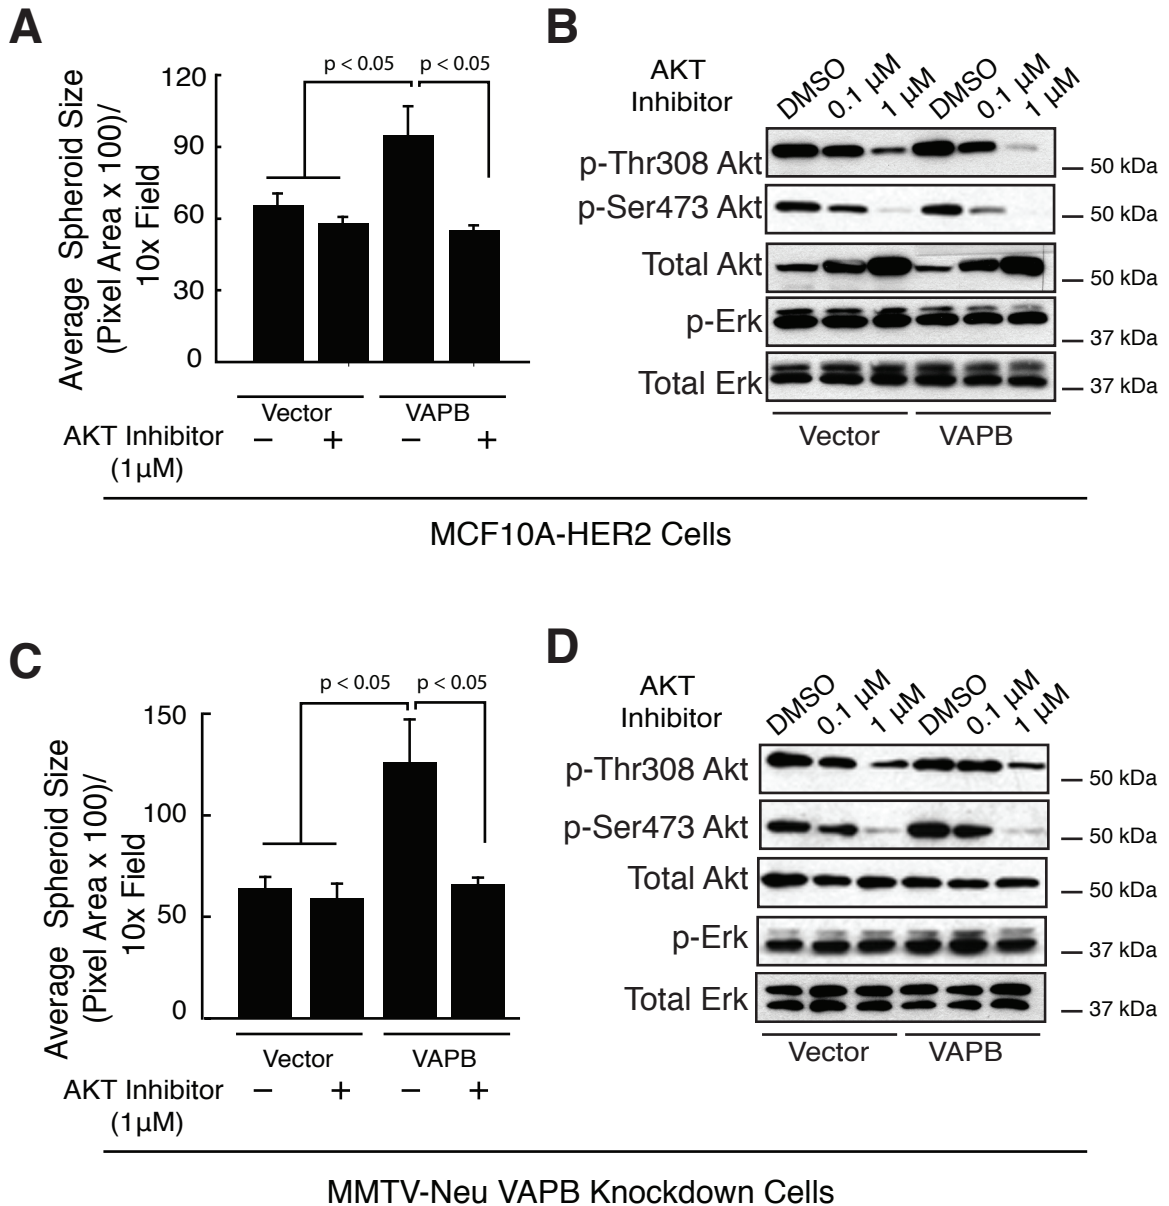 A
Average Spheroid Size
(Pixel Area x 100)/
10x Field
120
90
60
30
0
p < 0.05
p < 0.05
Vector
VAPB
AKT Inhibitor
(1μM)
− + − +
B
AKT
Inhibitor
DMSO
0.1 μM
1 μM
DMSO
0.1 μM
1 μM
p-Thr308 Akt
50 kDa
p-Ser473 Akt
50 kDa
Total Akt
50 kDa
p-Erk
37 kDa
Total Erk
37 kDa
Vector
VAPB
MCF10A-HER2 Cells
C
Average Spheroid Size
(Pixel Area x 100)/
10x Field
150
100
50
0
p < 0.05
p < 0.05
Vector
VAPB
AKT Inhibitor
(1μM)
− + − +
D
AKT
Inhibitor
DMSO
0.1 μM
1 μM
DMSO
0.1 μM
1 μM
p-Thr308 Akt
50 kDa
p-Ser473 Akt
50 kDa
Total Akt
50 kDa
p-Erk
37 kDa
Total Erk
37 kDa
Vector
VAPB
MMTV-Neu VAPB Knockdown Cells